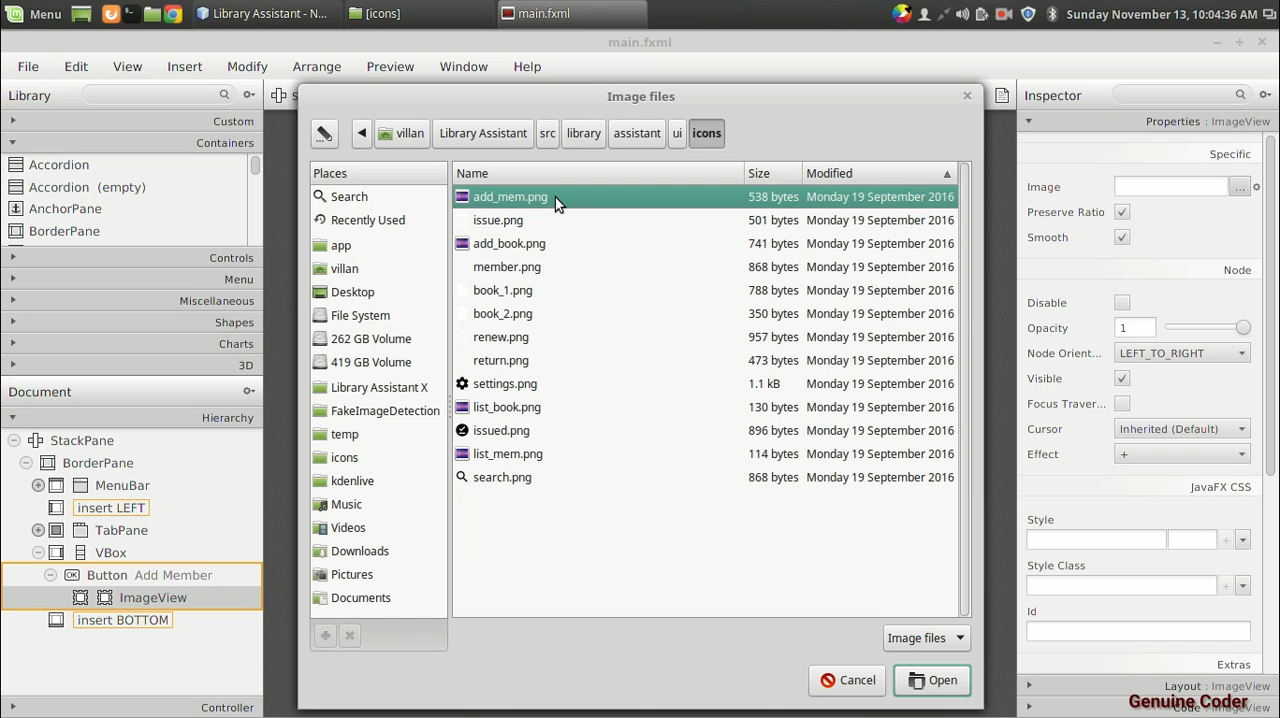 Menu
Library Assistant - N...
[icons]
main.fxml
Sunday November 13, 10:04:36 AM
main.fxml
File Edit View Insert Modify Arrange Preview Window Help
Library
Custom
Containers
Accordion
Accordion (empty)
AnchorPane
BorderPane
Controls
Menu
Miscellaneous
Shapes
Charts
3D
Document
Hierarchy
StackPane
BorderPane
MenuBar
insert LEFT
TabPane
VBox
Button Add Member
ImageView
insert BOTTOM
Controller
Image files
villan Library Assistant src library assistant ui icons
Places
Search
Recently Used
app
villan
Desktop
File System
262 GB Volume
419 GB Volume
Library Assistant X
FakeImageDetection
temp
icons
kdenlive
Music
Videos
Downloads
Pictures
Documents
Name Size Modified
add_mem.png 538 bytes Monday 19 September 2016
issue.png 501 bytes Monday 19 September 2016
add_book.png 741 bytes Monday 19 September 2016
member.png 868 bytes Monday 19 September 2016
book_1.png 788 bytes Monday 19 September 2016
book_2.png 350 bytes Monday 19 September 2016
renew.png 957 bytes Monday 19 September 2016
return.png 473 bytes Monday 19 September 2016
settings.png 1.1 kB Monday 19 September 2016
list_book.png 130 bytes Monday 19 September 2016
issued.png 896 bytes Monday 19 September 2016
list_mem.png 114 bytes Monday 19 September 2016
search.png 868 bytes Monday 19 September 2016
Image files
Cancel Open
Inspector
Properties : ImageView
Specific
Image ...
Preserve Ratio
Smooth
Node
Disable
Opacity 1
Node Orient... LEFT_TO_RIGHT
Visible
Focus Traver...
Cursor Inherited (Default)
Effect +
JavaFX CSS
Style
Style Class
Id
Extras
Layout : ImageView
Code : ImageView
Genuine Coder